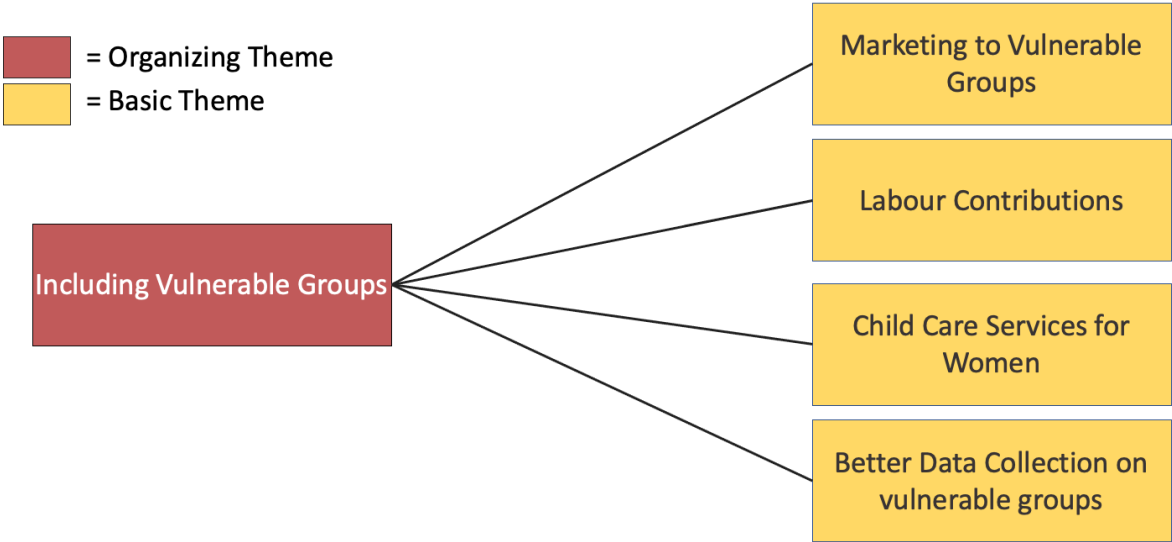 = Organizing Theme
= Basic Theme
Including Vulnerable Groups
Marketing to Vulnerable
Groups
Labour Contributions
Child Care Services for
Women
Better Data Collection on
vulnerable groups